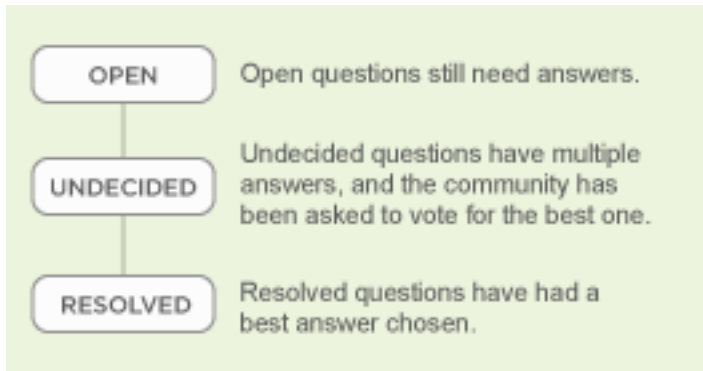 OPEN
Open questions still need answers.
UNDECIDED
Undecided questions have multiple
answers, and the community has
been asked to vote for the best one.
RESOLVED
Resolved questions have had a
best answer chosen.